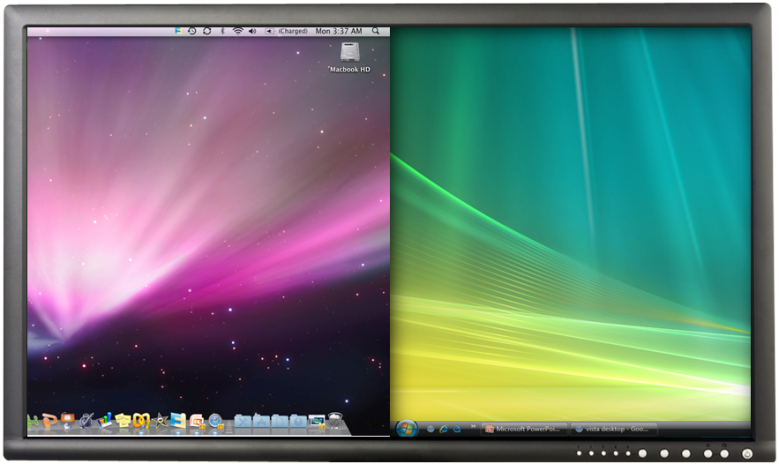 (Charged) Mon 3:37 AM
Macbook HD
Microsoft PowerPoi...
vista desktop - Goo...